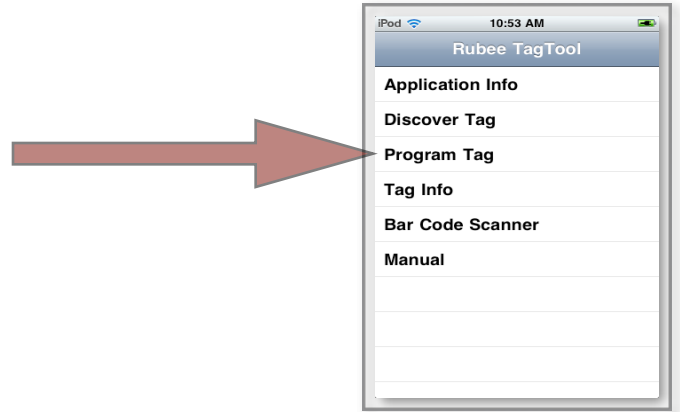 iPod 10:53 AM
Rubee TagTool
Application Info
Discover Tag
Program Tag
Tag Info
Bar Code Scanner
Manual